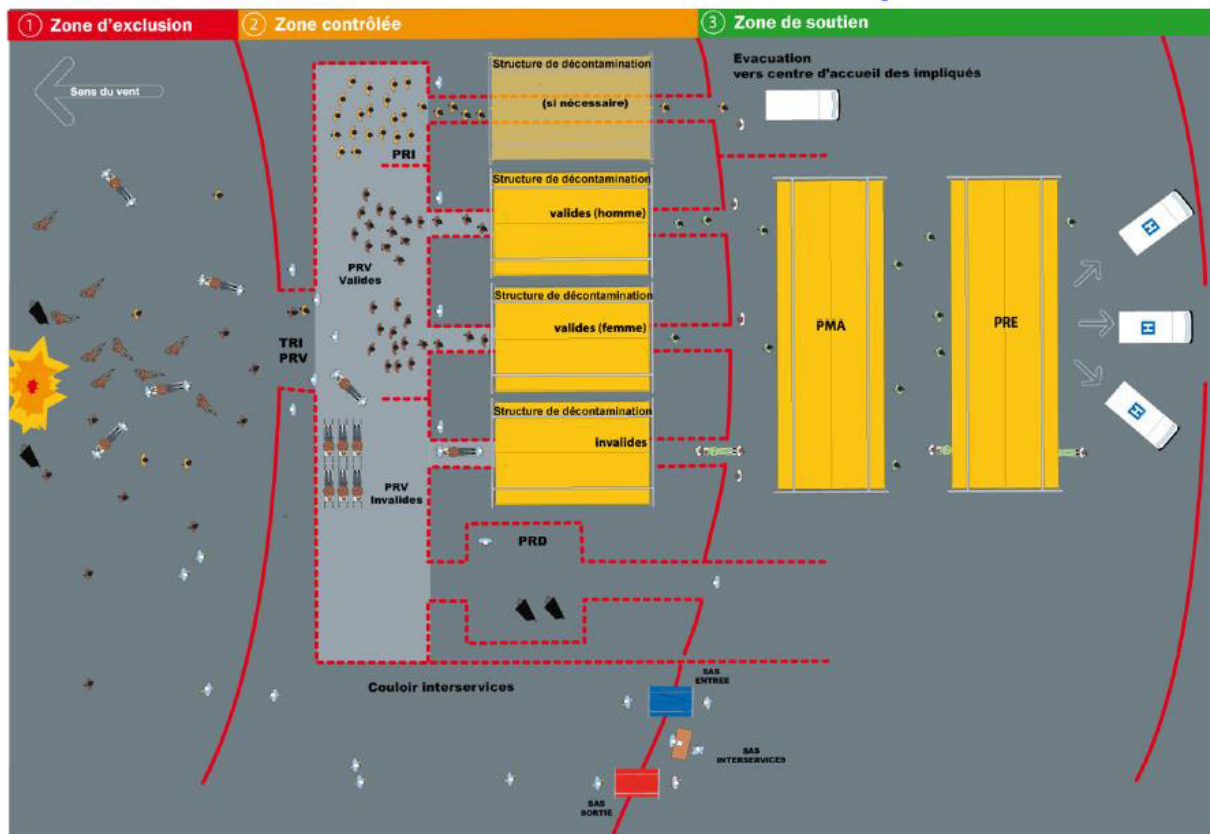 1 Zone d'exclusion
2 Zone contrôlée
3 Zone de soutien
Sens du vent
Structure de décontamination
(si nécessaire)
Evacuation
vers centre d'accueil des impliqués
PRI
Structure de décontamination
valides (homme)
PRV
Valides
Structure de décontamination
valides (femme)
TRI
PRV
PMA
PRE
H
H
H
Structure de décontamination
invalides
PRV
Invalides
PRD
Couloir interservices
SAS
ENTREE
SAS
INTERSERVICES
SAS
SORTIE